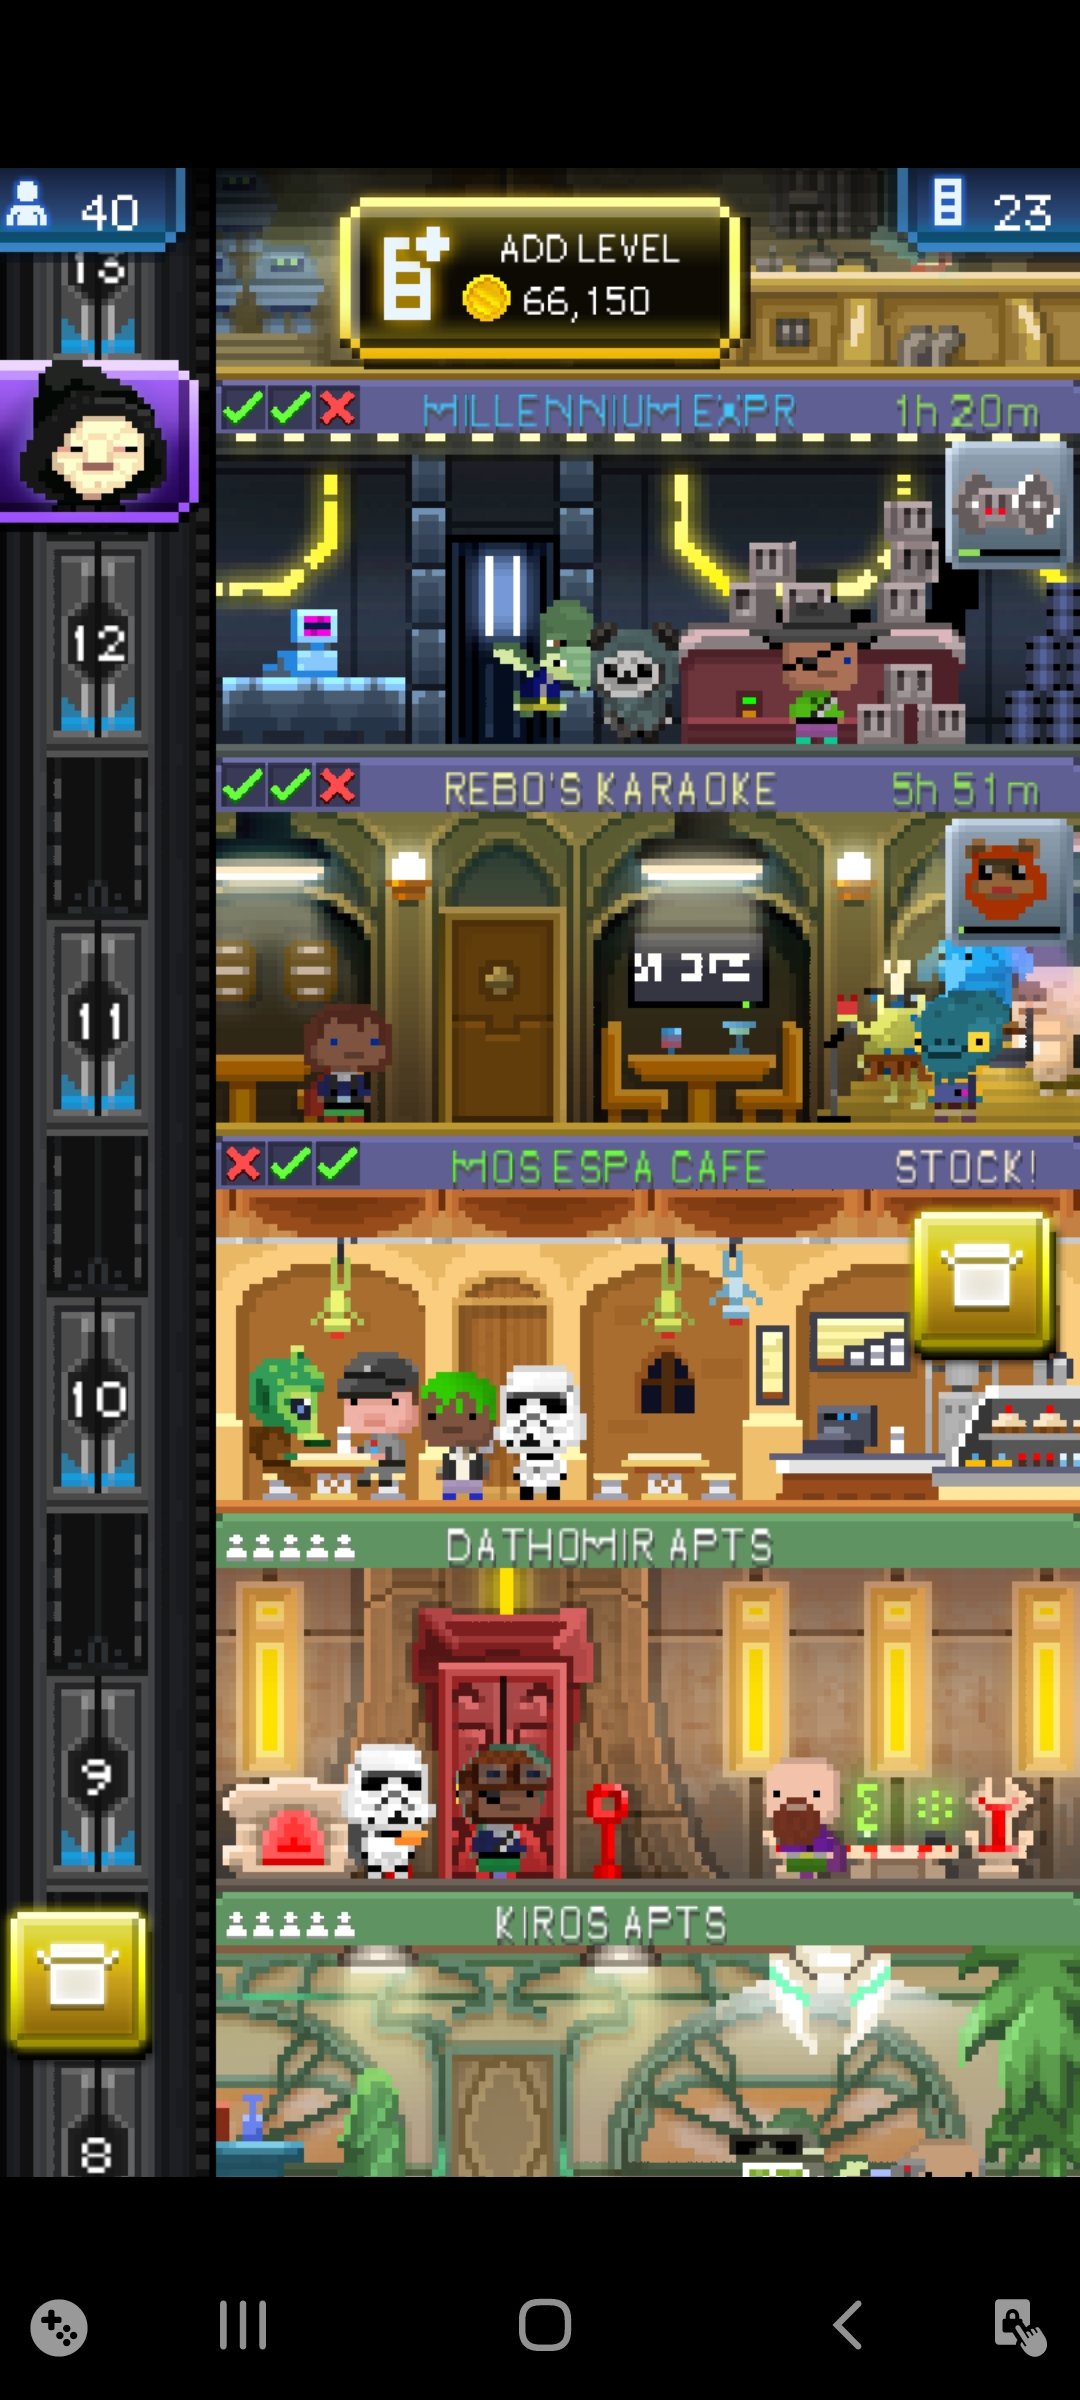 40
ADD LEVEL
66,150
23
13
MILLENNIUM EXPR
1h 20m
12
REBO'S KARAOKE
5h 51m
11
MOS ESPA CAFE
STOCK!
10
DATHOMIR APTS
9
KIROS APTS
8